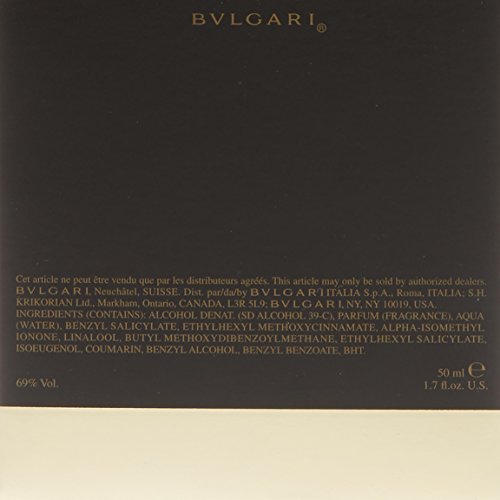 BVLGARI®
Cet article ne peut être vendu que par les distributeurs agréés. This article may only be sold by authorized dealers.
BVLGARI, Neuchâtel, SUISSE. Dist. par/da/by BVLGARI ITALIA S.p.A., Roma, ITALIA; S.H.
KRIKORIAN Ltd., Markham, Ontario, CANADA, L3R 5L9; BVLGARI, NY, NY 10019, USA.
INGREDIENTS (CONTAINS): ALCOHOL DENAT. (SD ALCOHOL 39-C), PARFUM (FRAGRANCE), AQUA
(WATER), BENZYL SALICYLATE, ETHYLHEXYL METHOXYCINNAMATE, ALPHA-ISOMETHYL
IONONE, LINALOOL, BUTYL METHOXYDIBENZOYLMETHANE, ETHYLHEXYL SALICYLATE,
ISOEUGENOL, COUMARIN, BENZYL ALCOHOL, BENZYL BENZOATE, BHT.
69% Vol. 50 ml ℮
1.7 fl.oz. U.S.